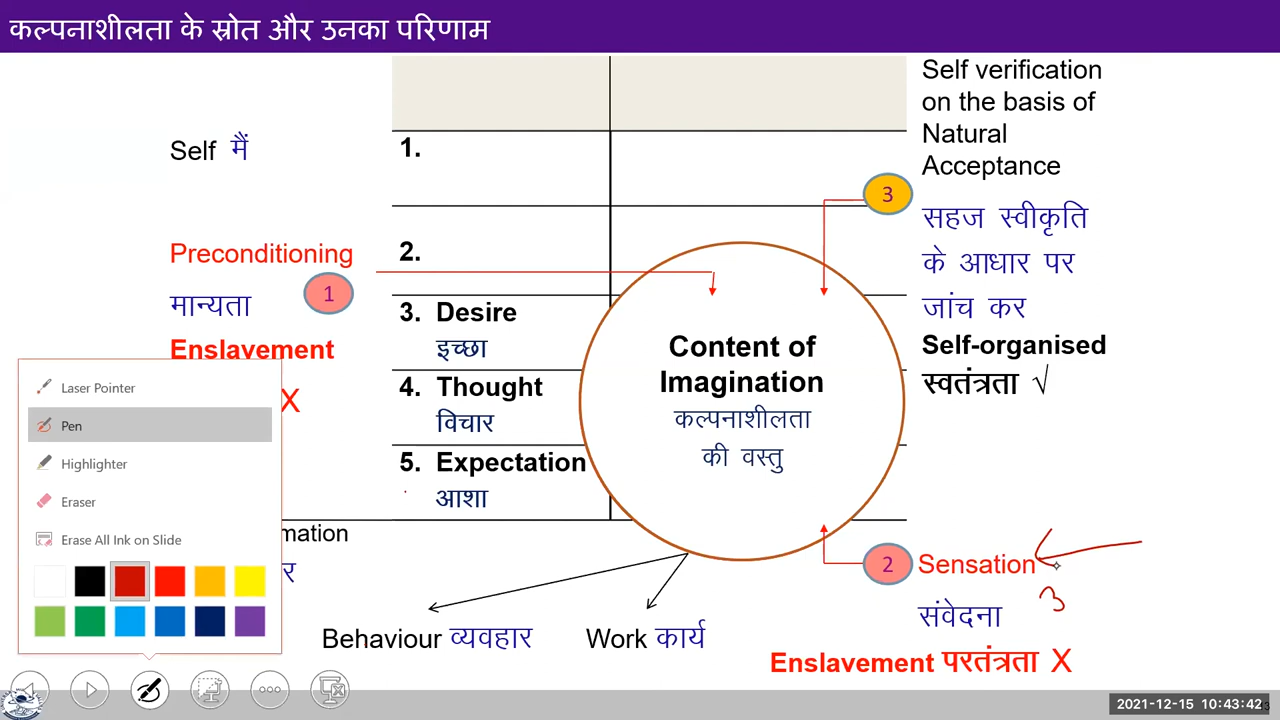 कल्पनाशीलता के स्रोत और उनका परिणाम
Self verification
on the basis of
Natural
Acceptance
Self मैं
1.
3
सहज स्वीकृति
के आधार पर
जांच कर
Preconditioning
2.
मान्यता
1
3. Desire
इच्छा
Self-organised
स्वतंत्रता √
Enslavement
X
Content of
Imagination
कल्पनाशीलता
की वस्तु
4. Thought
विचार
5. Expectation
आशा
Laser Pointer
Pen
Highlighter
Eraser
Erase All Ink on Slide
mation
र
2
Sensation
3
संवेदना
Behaviour व्यवहार
Work कार्य
Enslavement परतंत्रता X
2021-12-15 10:43:42